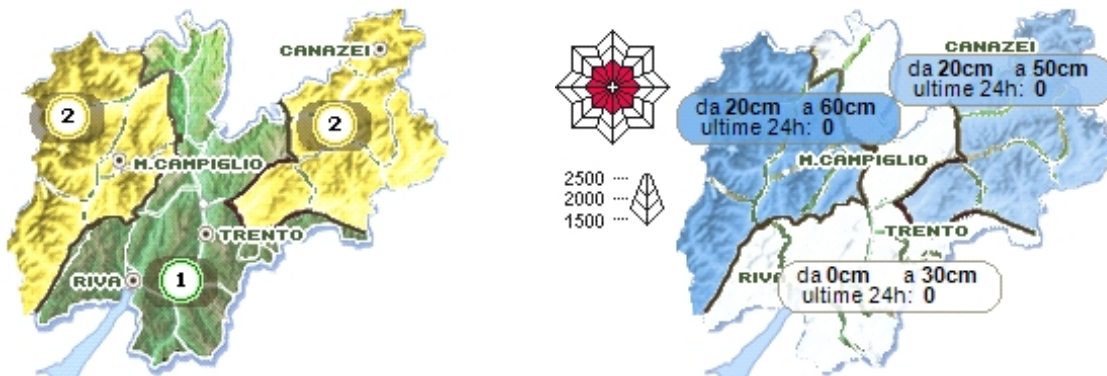 CANAZEI
2
2
M.CAMPIGLIO
TRENTO
RIVA
1
2500
2000
1500
CANAZEI
da 20cm a 50cm
ultime 24h: 0
da 20cm a 60cm
ultime 24h: 0
M.CAMPIGLIO
TRENTO
RIVA
da 0cm a 30cm
ultime 24h: 0